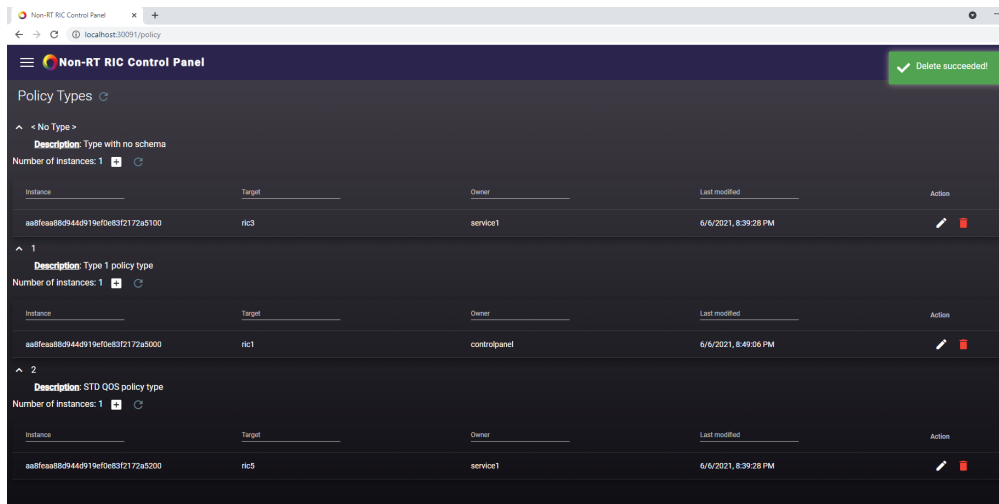 Non-RT RIC Control Panel
localhost:30091/policy
Non-RT RIC Control Panel
Delete succeeded!
Policy Types
< No Type >
Description: Type with no schema
Number of instances: 1
Instance Target Owner Last modified Action
aa8feaa88d944d919ef0e83f2172a5100 ric3 service1 6/6/2021, 8:39:28 PM
1
Description: Type 1 policy type
Number of instances: 1
Instance Target Owner Last modified Action
aa8feaa88d944d919ef0e83f2172a5000 ric1 controlpanel 6/6/2021, 8:49:06 PM
2
Description: STD QOS policy type
Number of instances: 1
Instance Target Owner Last modified Action
aa8feaa88d944d919ef0e83f2172a5200 ric5 service1 6/6/2021, 8:39:28 PM